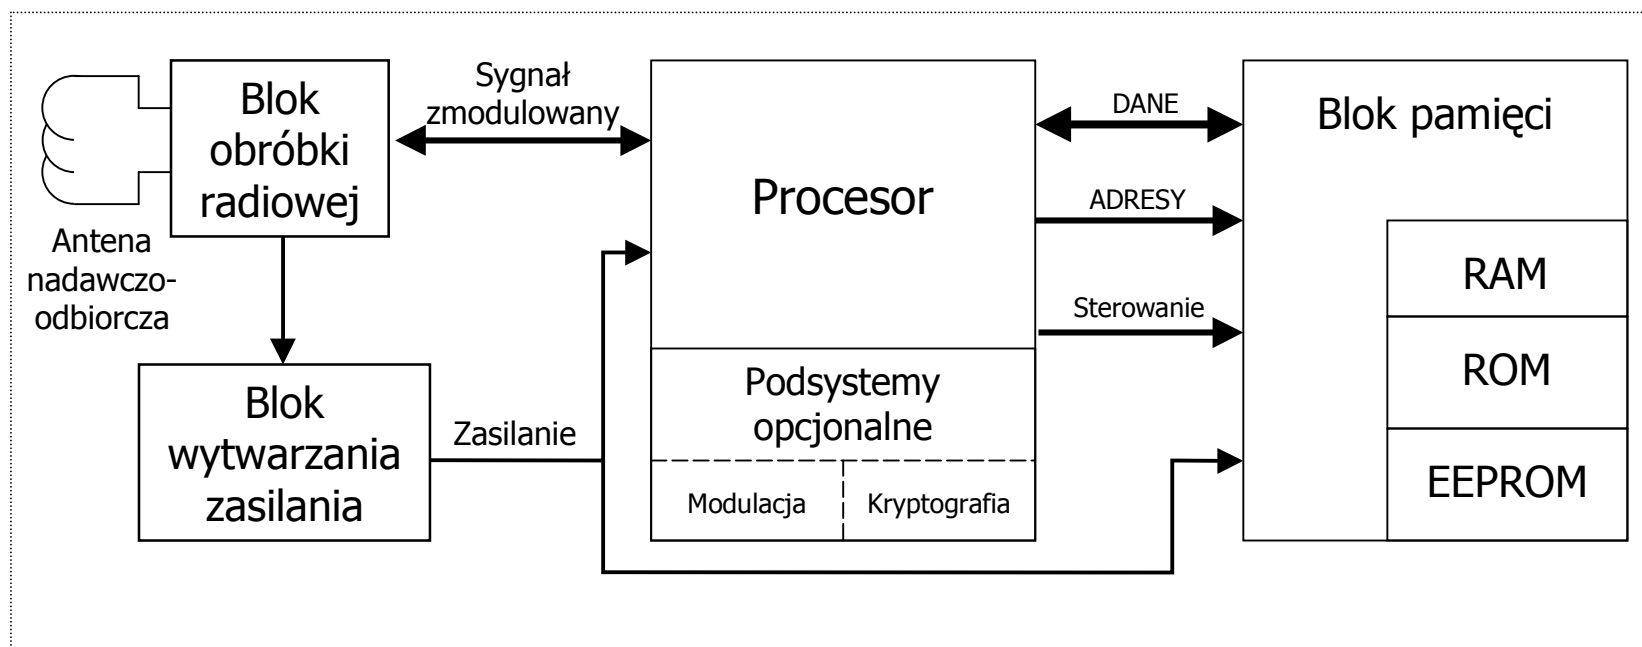 Blok
obróbki
radiowej
Antena
nadawczo-
odbiorcza
Sygnał
zmodulowany
Blok
wytwarzania
zasilania
Zasilanie
Procesor
Podsystemy
opcjonalne
Modulacja
Kryptografia
DANE
ADRESY
Sterowanie
Blok pamięci
RAM
ROM
EEPROM